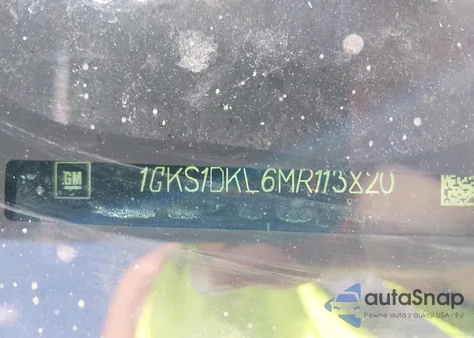 GM
1GKS1DKL6MR113820
autoSnap
Pewne auta z aukcji USA i EU